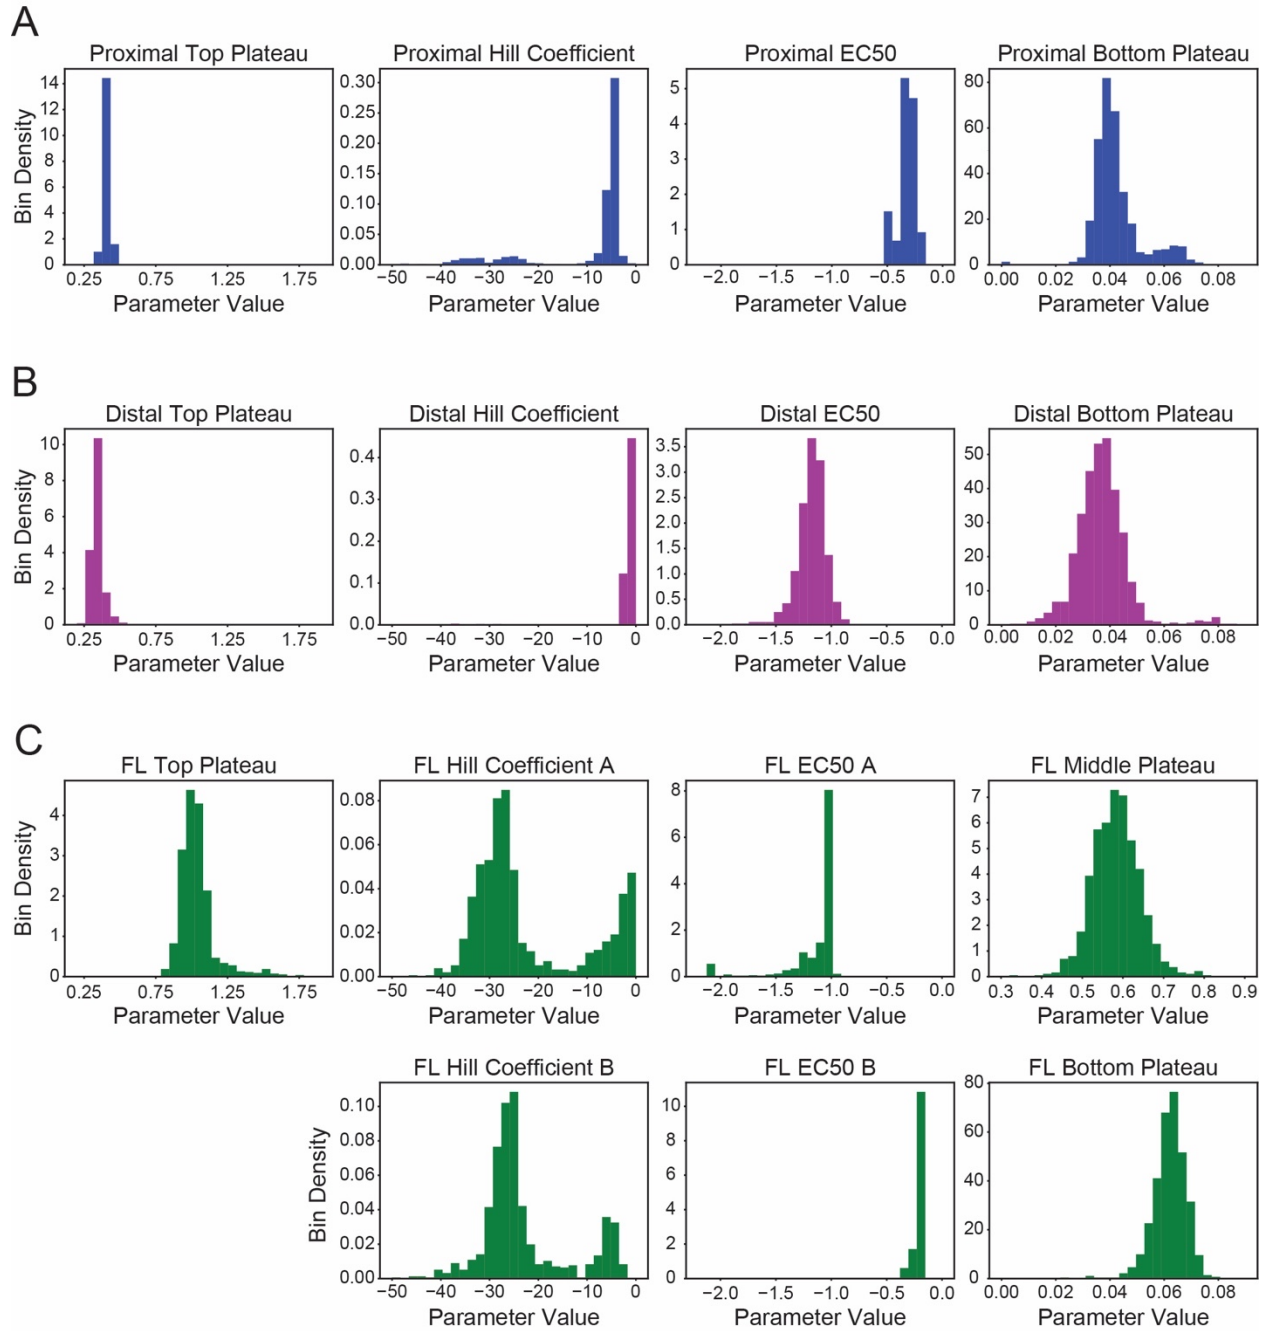 A
Proximal Top Plateau
Proximal Hill Coefficient
Proximal EC50
Proximal Bottom Plateau
Bin Density
14
12
10
8
6
4
2
0
0.25 0.75 1.25 1.75
Parameter Value
0.30
0.25
0.20
0.15
0.10
0.05
0.00
−50 −40 −30 −20 −10 0
Parameter Value
5
4
3
2
1
0
−2.0 −1.5 −1.0 −0.5 0.0
Parameter Value
80
60
40
20
0
0.00 0.02 0.04 0.06 0.08
Parameter Value
B
Distal Top Plateau
Distal Hill Coefficient
Distal EC50
Distal Bottom Plateau
Bin Density
10
8
6
4
2
0
0.25 0.75 1.25 1.75
Parameter Value
0.4
0.3
0.2
0.1
0.0
−50 −40 −30 −20 −10 0
Parameter Value
3.5
3.0
2.5
2.0
1.5
1.0
0.5
0.0
−2.0 −1.5 −1.0 −0.5 0.0
Parameter Value
50
40
30
20
10
0
0.00 0.02 0.04 0.06 0.08
Parameter Value
C
FL Top Plateau
FL Hill Coefficient A
FL EC50 A
FL Middle Plateau
Bin Density
4
3
2
1
0
0.25 0.75 1.25 1.75
Parameter Value
0.08
0.06
0.04
0.02
0.00
−50 −40 −30 −20 −10 0
Parameter Value
8
6
4
2
0
−2.0 −1.5 −1.0 −0.5 0.0
Parameter Value
7
6
5
4
3
2
1
0
0.3 0.4 0.5 0.6 0.7 0.8 0.9
Parameter Value
FL Hill Coefficient B
FL EC50 B
FL Bottom Plateau
Bin Density
0.10
0.08
0.06
0.04
0.02
0.00
−50 −40 −30 −20 −10 0
Parameter Value
10
8
6
4
2
0
−2.0 −1.5 −1.0 −0.5 0.0
Parameter Value
80
60
40
20
0
0.00 0.02 0.04 0.06 0.08
Parameter Value